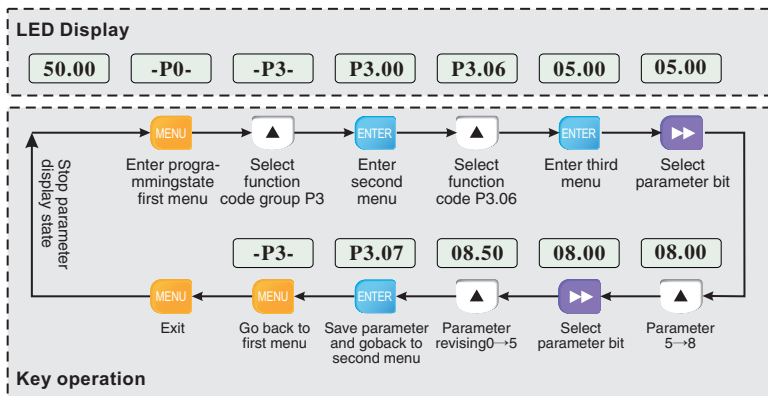 LED Display
50.00 -P0- -P3- P3.00 P3.06 05.00 05.00
MENU ENTER ENTER
Enter progra-
mmingstate
first menu
Select
function
code group P3
Enter
second
menu
Select
function
code P3.06
Enter third
menu
Select
parameter bit
Stop parameter
display state
-P3- P3.07 08.50 08.00 08.00
MENU MENU ENTER
Exit
Go back to
first menu
Save parameter
and goback to
second menu
Parameter
revising0→5
Select
parameter bit
Parameter
5→8
Key operation